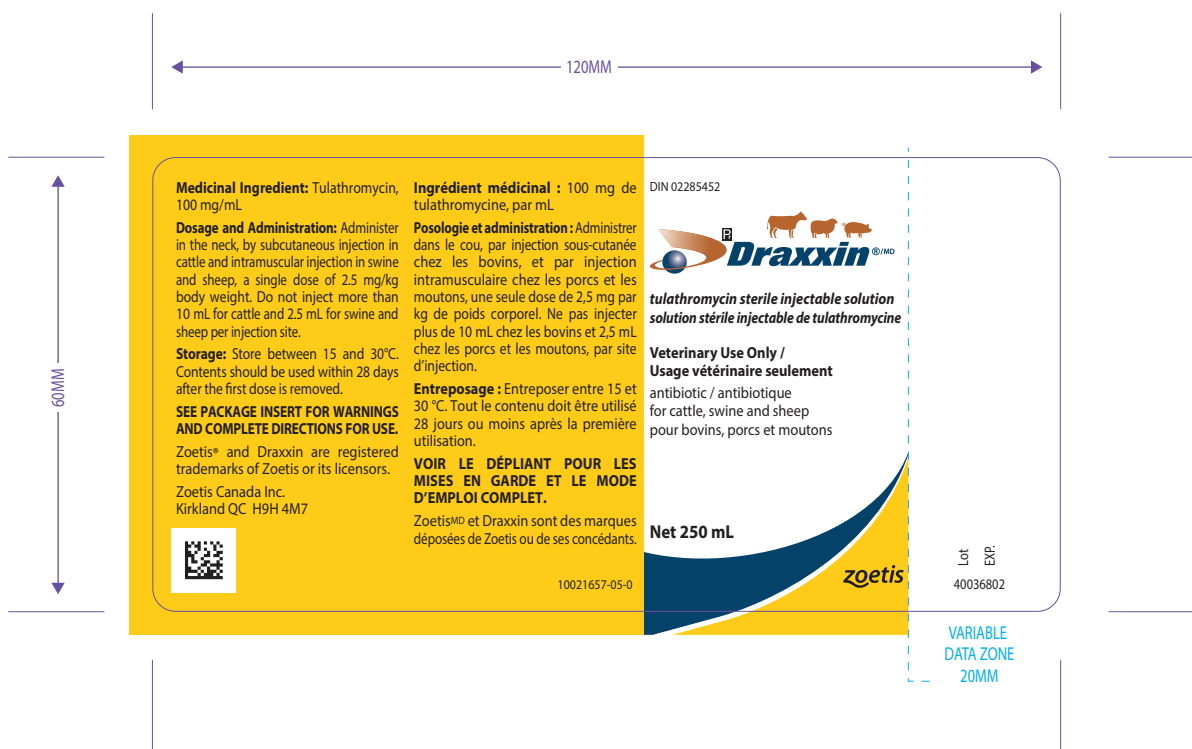 120MM
60MM
Medicinal Ingredient: Tulathromycin,
100 mg/mL
Dosage and Administration: Administer
in the neck, by subcutaneous injection in
cattle and intramuscular injection in swine
and sheep, a single dose of 2.5 mg/kg
body weight. Do not inject more than
10 mL for cattle and 2.5 mL for swine and
sheep per injection site.
Storage: Store between 15 and 30°C.
Contents should be used within 28 days
after the first dose is removed.
SEE PACKAGE INSERT FOR WARNINGS
AND COMPLETE DIRECTIONS FOR USE.
Zoetis® and Draxxin are registered
trademarks of Zoetis or its licensors.
Zoetis Canada Inc.
Kirkland QC H9H 4M7
Ingrédient médicinal : 100 mg de
tulathromycine, par mL
Posologie et administration : Administrer
dans le cou, par injection sous-cutanée
chez les bovins, et par injection
intramusculaire chez les porcs et les
moutons, une seule dose de 2,5 mg par
kg de poids corporel. Ne pas injecter
plus de 10 mL chez les bovins et 2,5 mL
chez les porcs et les moutons, par site
d'injection.
Entreposage : Entreposer entre 15 et
30 °C. Tout le contenu doit être utilisé
28 jours ou moins après la première
utilisation.
VOIR LE DÉPLIANT POUR LES
MISES EN GARDE ET LE MODE
D'EMPLOI COMPLET.
Zoetis MD et Draxxin sont des marques
déposées de Zoetis ou de ses concédants.
10021657-05-0
DIN 02285452
Pr
Draxxin ®/MD
tulathromycin sterile injectable solution
solution stérile injectable de tulathromycine
Veterinary Use Only /
Usage vétérinaire seulement
antibiotic / antibiotique
for cattle, swine and sheep
pour bovins, porcs et moutons
Net 250 mL
zoetis
Lot
EXP.
40036802
VARIABLE
DATA ZONE
20MM